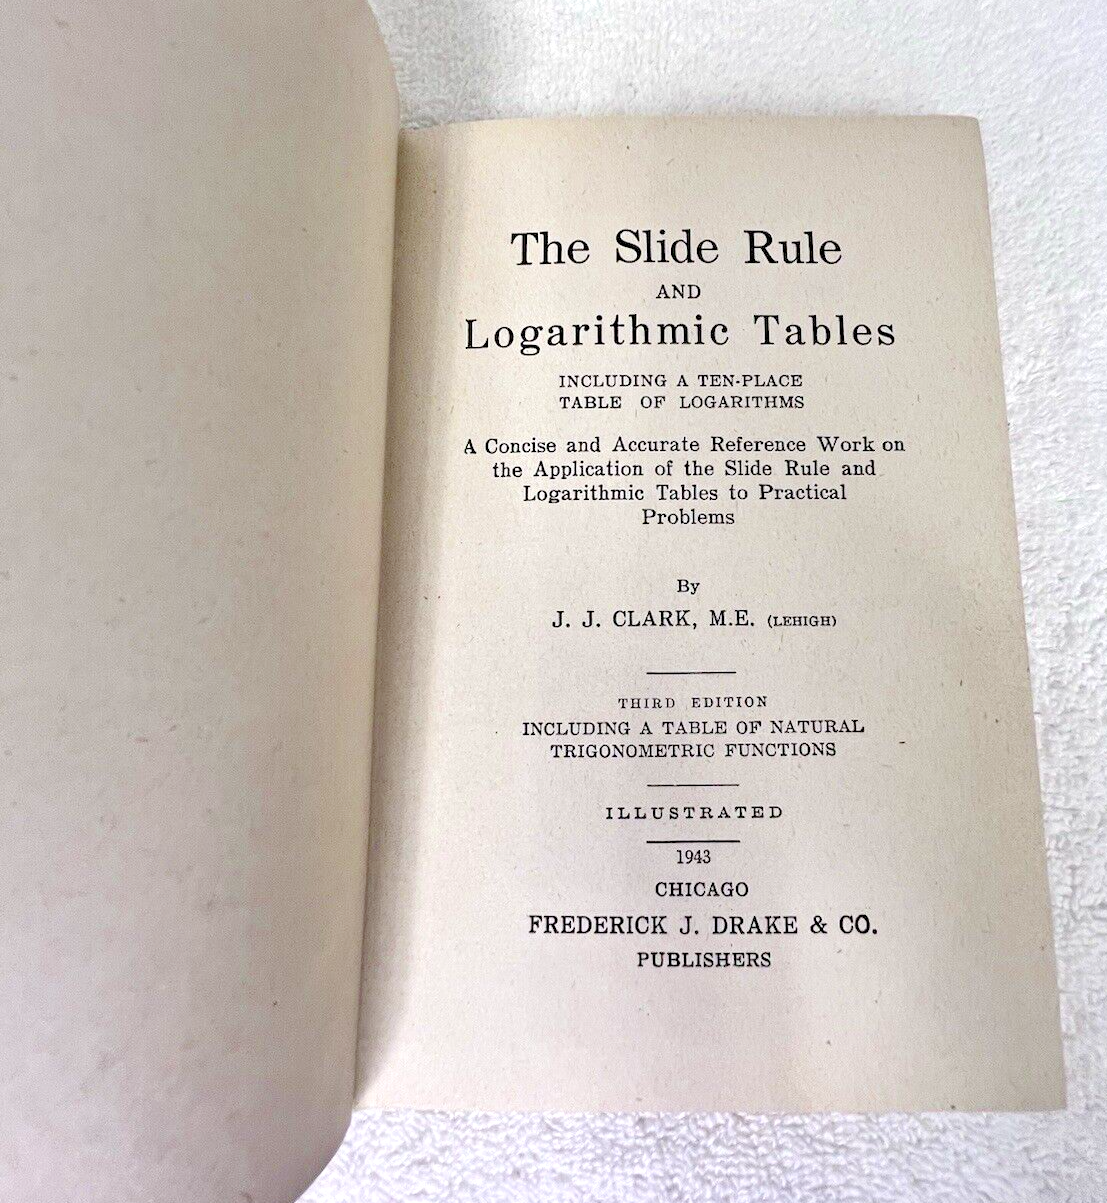 The Slide Rule
AND
Logarithmic Tables
INCLUDING A TEN-PLACE
TABLE OF LOGARITHMS
A Concise and Accurate Reference Work on
the Application of the Slide Rule and
Logarithmic Tables to Practical
Problems
By
J. J. CLARK, M.E. (LEHIGH)
THIRD EDITION
INCLUDING A TABLE OF NATURAL
TRIGONOMETRIC FUNCTIONS
ILLUSTRATED
1943
CHICAGO
FREDERICK J. DRAKE & CO.
PUBLISHERS